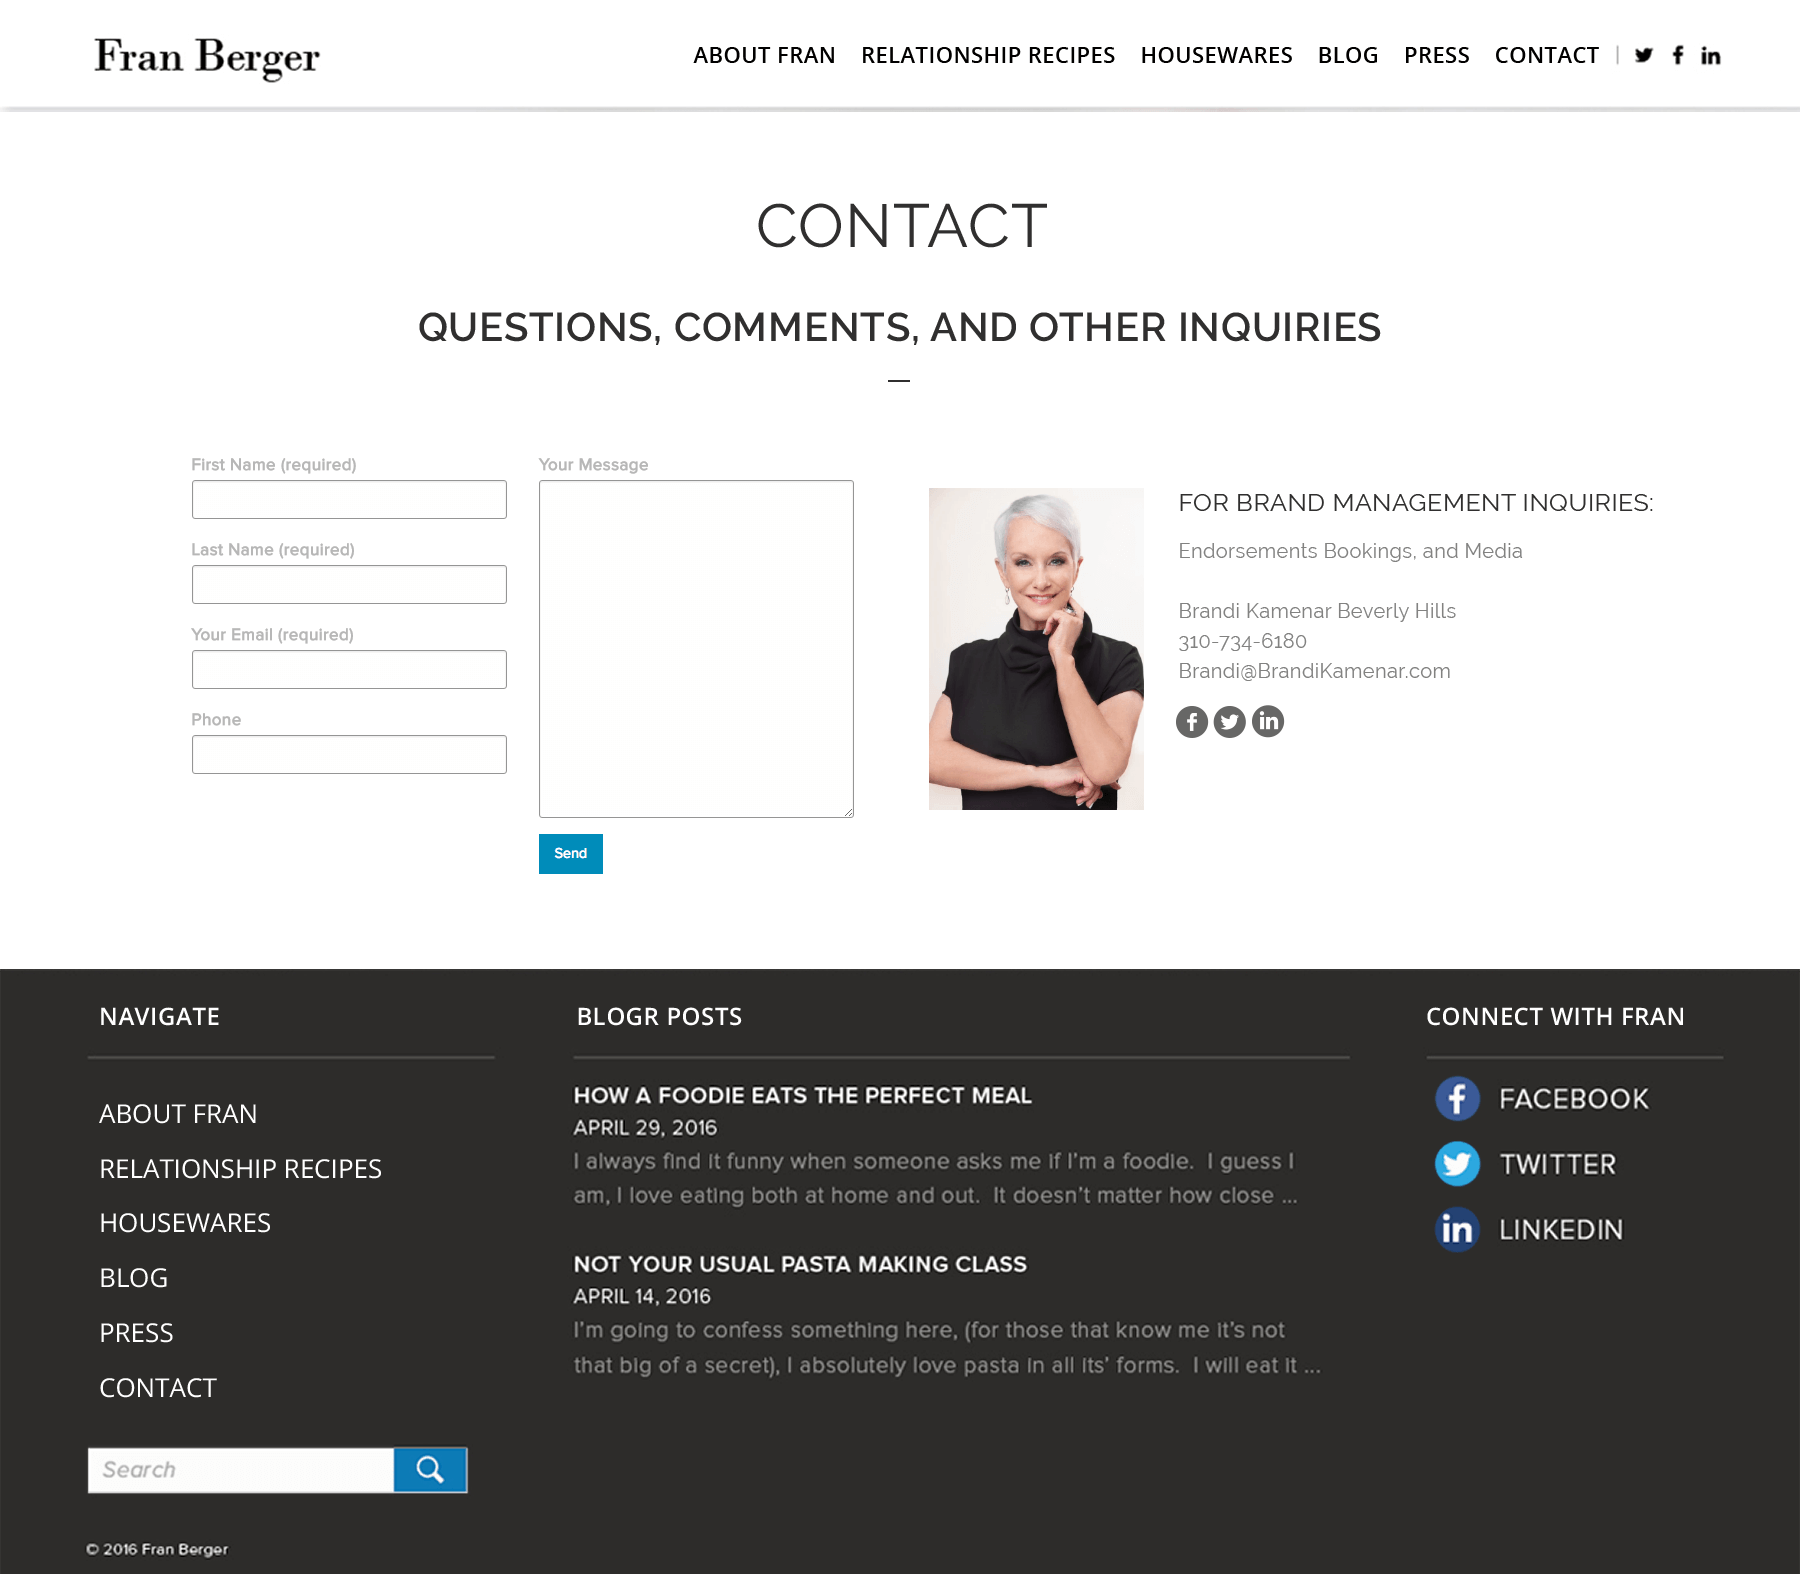 Fran Berger
ABOUT FRAN RELATIONSHIP RECIPES HOUSEWARES BLOG PRESS CONTACT
CONTACT
QUESTIONS, COMMENTS, AND OTHER INQUIRIES
First Name (required)
Last Name (required)
Your Email (required)
Phone
Your Message
Send
FOR BRAND MANAGEMENT INQUIRIES:
Endorsements Bookings, and Media
Brandi Kamenar Beverly Hills
310-734-6180
Brandi@BrandiKamenar.com
NAVIGATE
ABOUT FRAN
RELATIONSHIP RECIPES
HOUSEWARES
BLOG
PRESS
CONTACT
Search
BLOGR POSTS
HOW A FOODIE EATS THE PERFECT MEAL
APRIL 29, 2016
I always find it funny when someone asks me if I'm a foodie. I guess I
am, I love eating both at home and out. It doesn't matter how close ...
NOT YOUR USUAL PASTA MAKING CLASS
APRIL 14, 2016
I'm going to confess something here, (for those that know me it's not
that big of a secret), I absolutely love pasta in all its' forms. I will eat it ...
CONNECT WITH FRAN
FACEBOOK
TWITTER
LINKEDIN
© 2016 Fran Berger